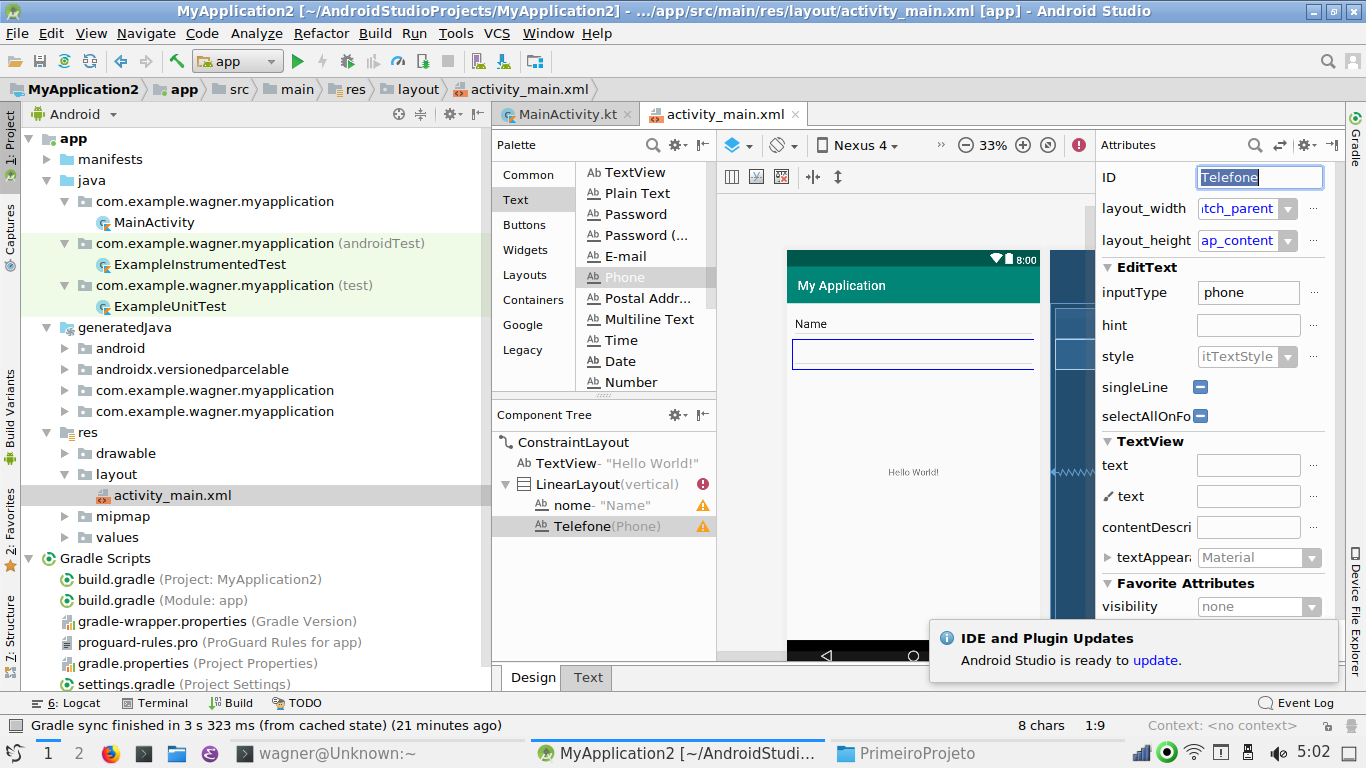 MyApplication2 [~/AndroidStudioProjects/MyApplication2] - .../app/src/main/res/layout/activity_main.xml [app] - Android Studio
File Edit View Navigate Code Analyze Refactor Build Run Tools VCS Window Help
app
MyApplication2 app src main res layout activity_main.xml
1: Project
Captures
Build Variants
2: Favorites
7: Structure
Android
app
manifests
java
com.example.wagner.myapplication
MainActivity
com.example.wagner.myapplication (androidTest)
ExampleInstrumentedTest
com.example.wagner.myapplication (test)
ExampleUnitTest
generatedJava
android
androidx.versionedparcelable
com.example.wagner.myapplication
com.example.wagner.myapplication
res
drawable
layout
activity_main.xml
mipmap
values
Gradle Scripts
build.gradle (Project: MyApplication2)
build.gradle (Module: app)
gradle-wrapper.properties (Gradle Version)
proguard-rules.pro (ProGuard Rules for app)
gradle.properties (Project Properties)
settings.gradle (Project Settings)
MainActivity.kt activity_main.xml
Palette
Common
Text
Buttons
Widgets
Layouts
Containers
Google
Legacy
Ab TextView
Ab Plain Text
Ab Password
Ab Password (...
Ab E-mail
Ab Phone
Ab Postal Addr...
Ab Multiline Text
Ab Time
Ab Date
Ab Number
Component Tree
ConstraintLayout
Ab TextView- "Hello World!"
LinearLayout(vertical)
Ab nome- "Name"
Ab Telefone(Phone)
Nexus 4 33%
8:00
My Application
Name
Hello World!
Design Text
Attributes
ID Telefone
layout_width atch_parent ...
layout_height ap_content ...
EditText
inputType phone ...
hint ...
style itTextStyle ...
singleLine
selectAllOnFo
TextView
text ...
text ...
contentDescri ...
textAppeara Material
Favorite Attributes
visibility none
IDE and Plugin Updates
Android Studio is ready to update.
Gradle
Device File Explorer
6: Logcat Terminal Build TODO Event Log
Gradle sync finished in 3 s 323 ms (from cached state) (21 minutes ago) 8 chars 1:9 Context: <no context>
1 2 wagner@Unknown:~ MyApplication2 [~/AndroidStudi... PrimeiroProjeto 5:02